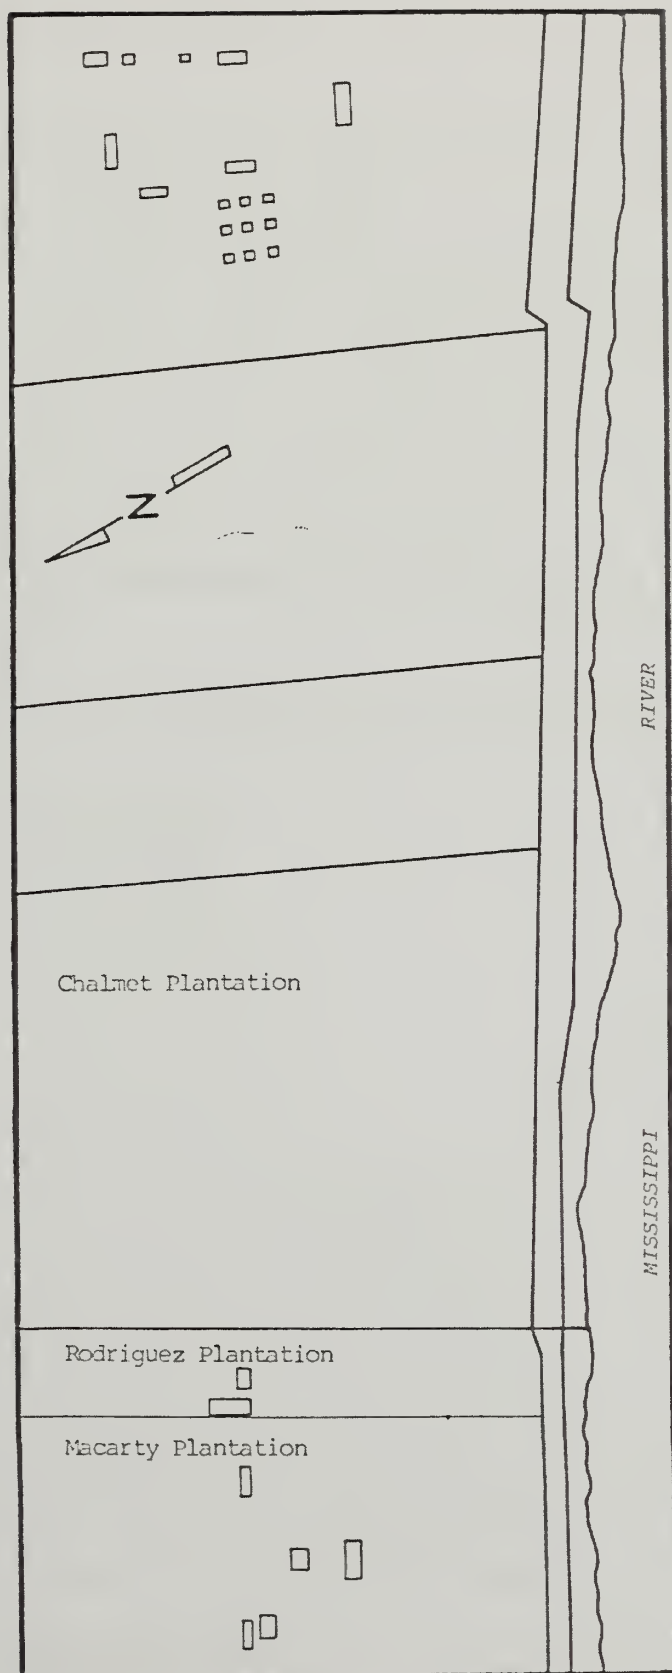 N
RIVER
Chalmet Plantation
MISSISSIPPI
Rodriguez Plantation
Macarty Plantation